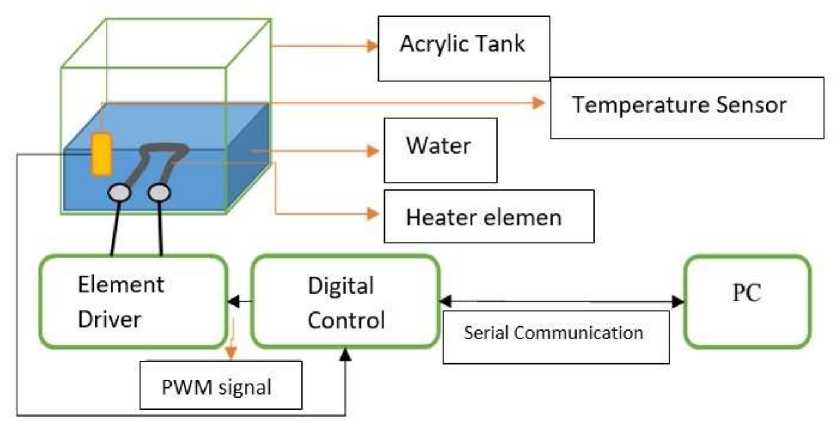 Acrylic Tank
Temperature Sensor
Water
Heater elemen
Element
Driver
Digital
Control
PC
Serial Communication
PWM signal